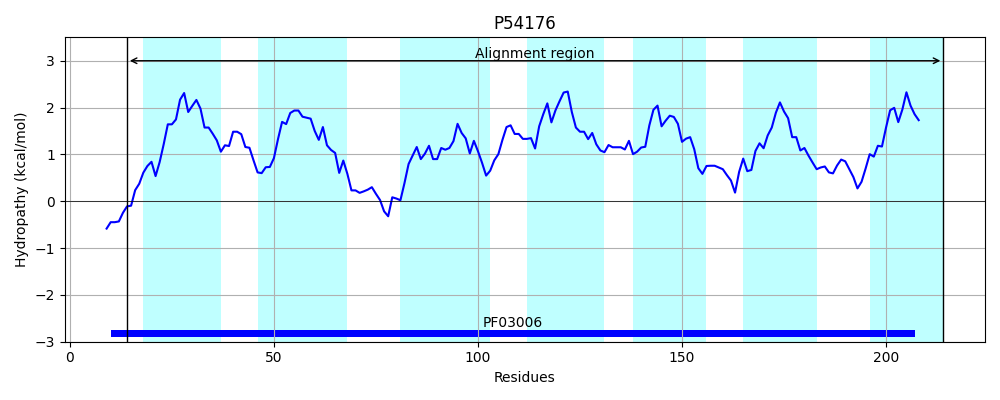 P54176
Alignment region
3
2
1
0
−1
−2
−3
Hydropathy (kcal/mol)
PF03006
0 50 100 150 200
Residues